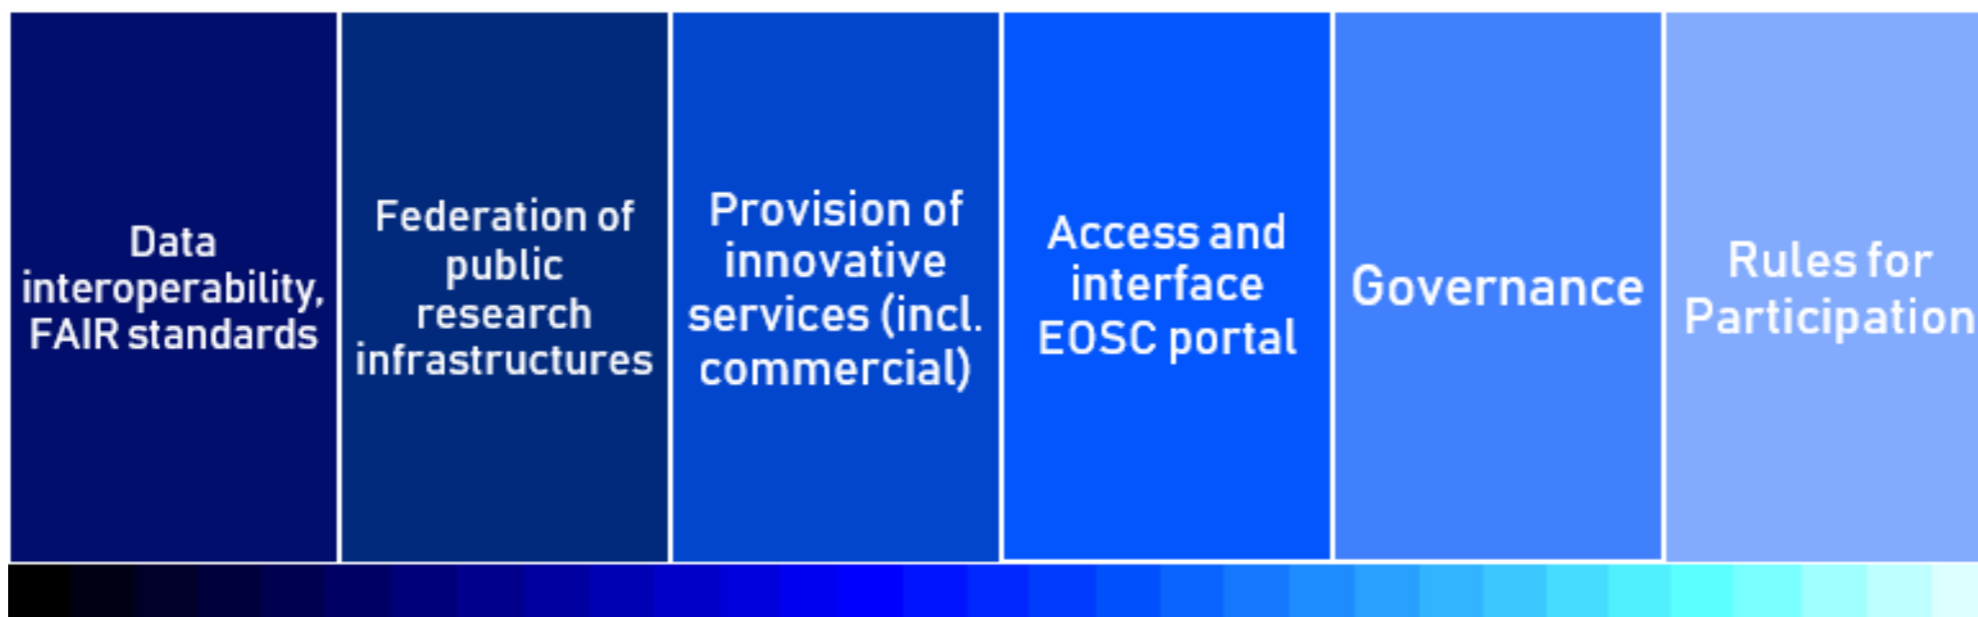 Data
interoperability,
FAIR standards
Federation of
public
research
infrastructures
Provision of
innovative
services (incl.
commercial)
Access and
interface
EOSC portal
Governance
Rules for
Participation